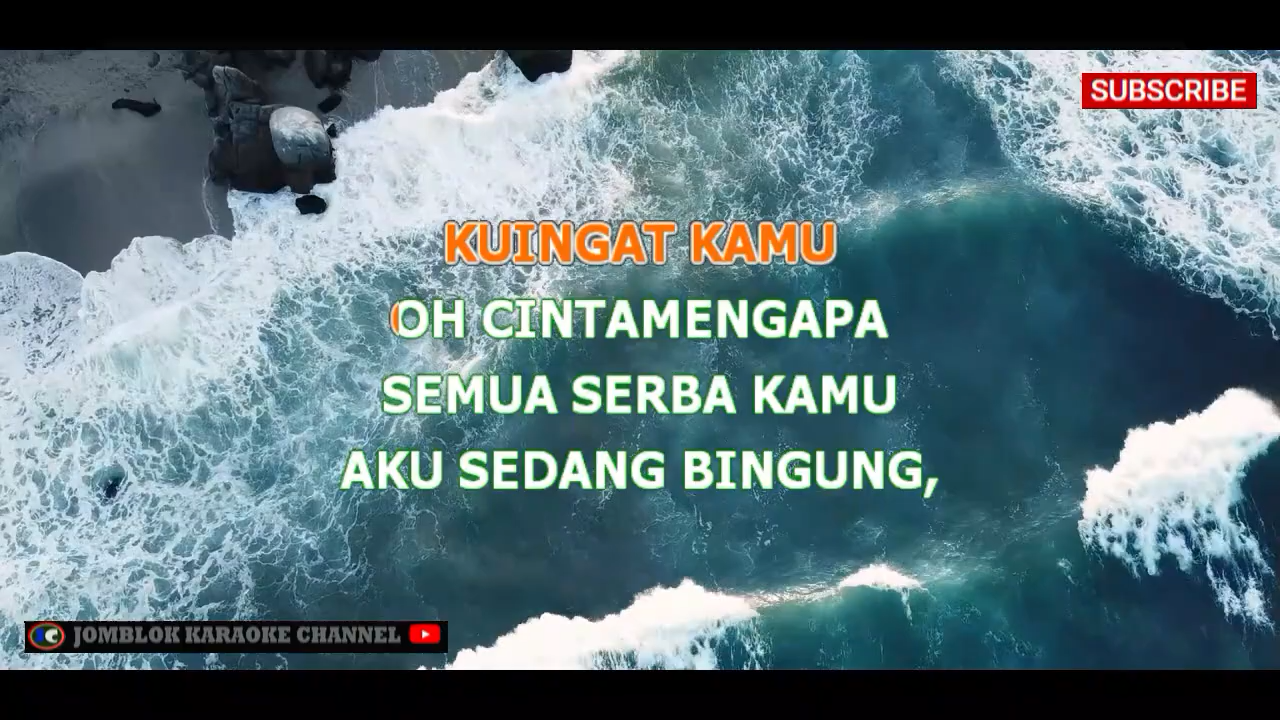 SUBSCRIBE
KUINGAT KAMU
OH CINTAMENGAPA
SEMUA SERBA KAMU
AKU SEDANG BINGUNG,
JOMBLOK KARAOKE CHANNEL